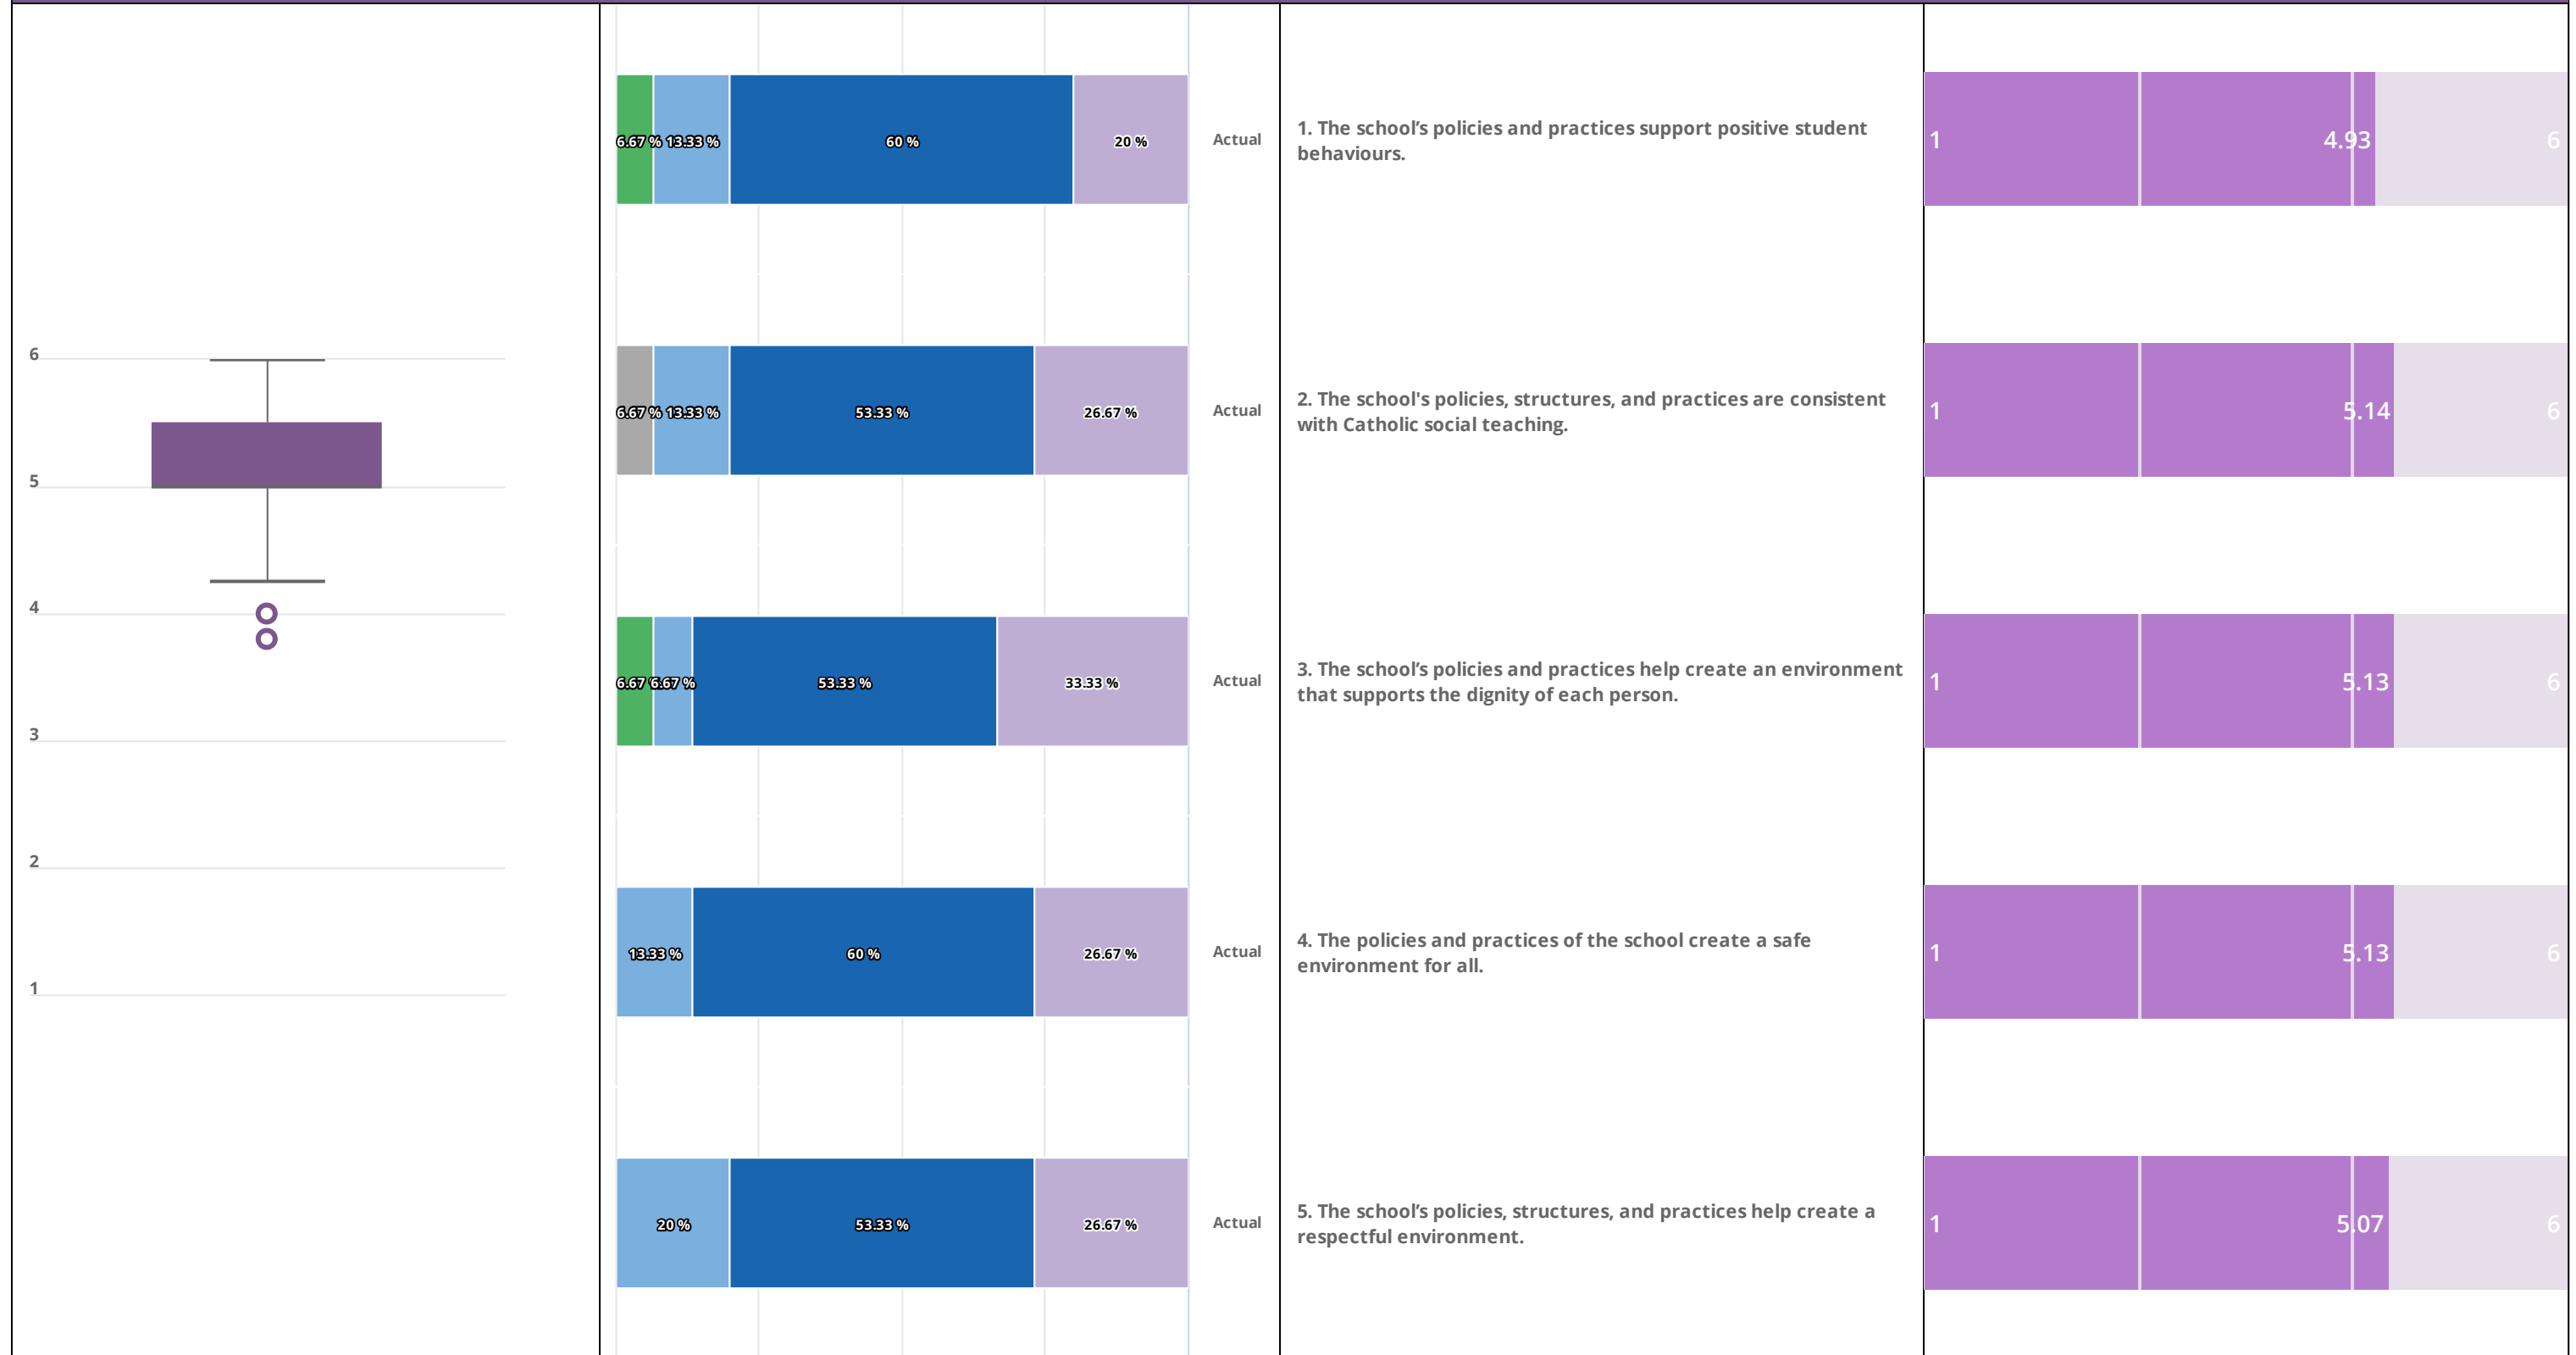 6
5
4
3
2
1
6.67 % 13.33 % 60 % 20 % Actual
1. The school’s policies and practices support positive student
behaviours.
1 4.93 6
6.67 % 13.33 % 53.33 % 26.67 % Actual
2. The school's policies, structures, and practices are consistent
with Catholic social teaching.
1 5.14 6
6.67 % 6.67 % 53.33 % 33.33 % Actual
3. The school’s policies and practices help create an environment
that supports the dignity of each person.
1 5.13 6
13.33 % 60 % 26.67 % Actual
4. The policies and practices of the school create a safe
environment for all.
1 5.13 6
20 % 53.33 % 26.67 % Actual
5. The school’s policies, structures, and practices help create a
respectful environment.
1 5.07 6